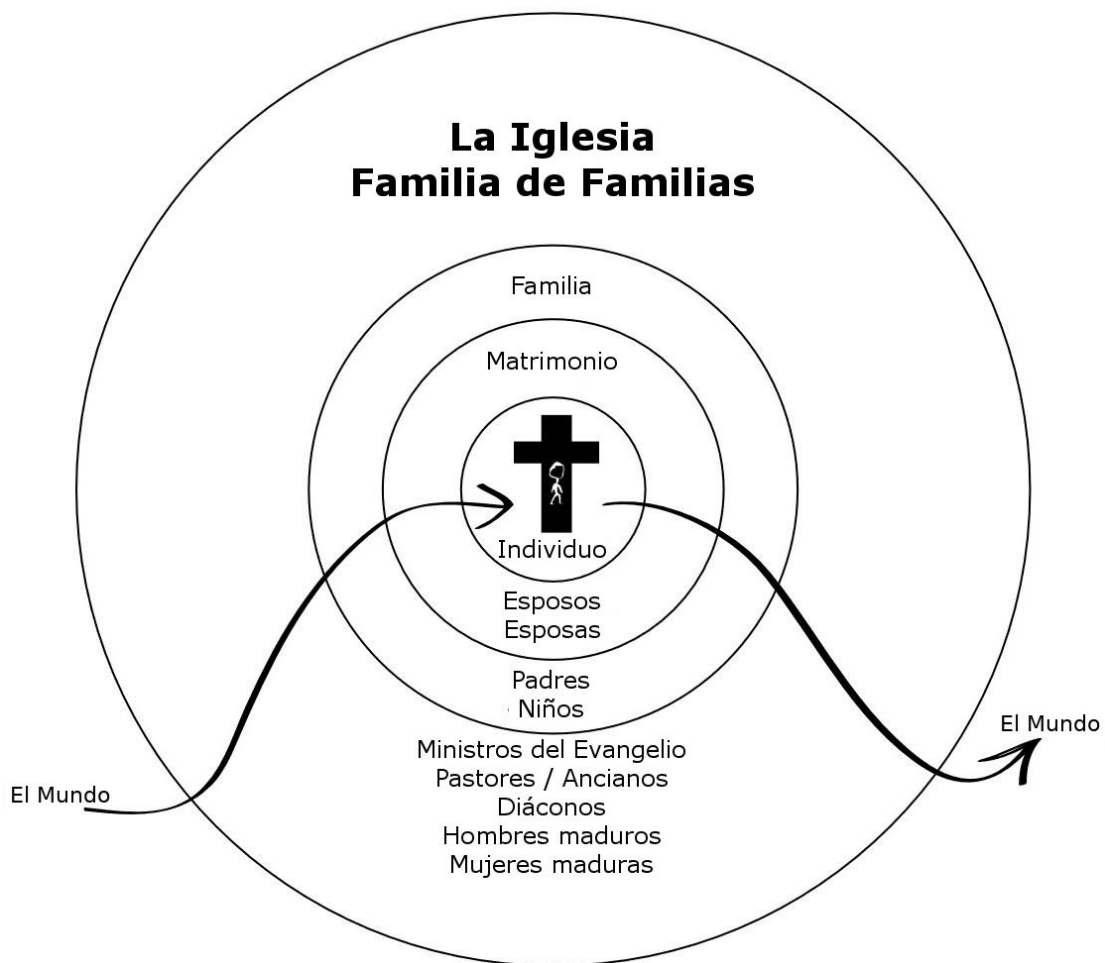 La Iglesia
Familia de Familias
Familia
Matrimonio
Individuo
Esposos
Esposas
Padres
Niños
Ministros del Evangelio
Pastores / Ancianos
Diáconos
Hombres maduros
Mujeres maduras
El Mundo
El Mundo